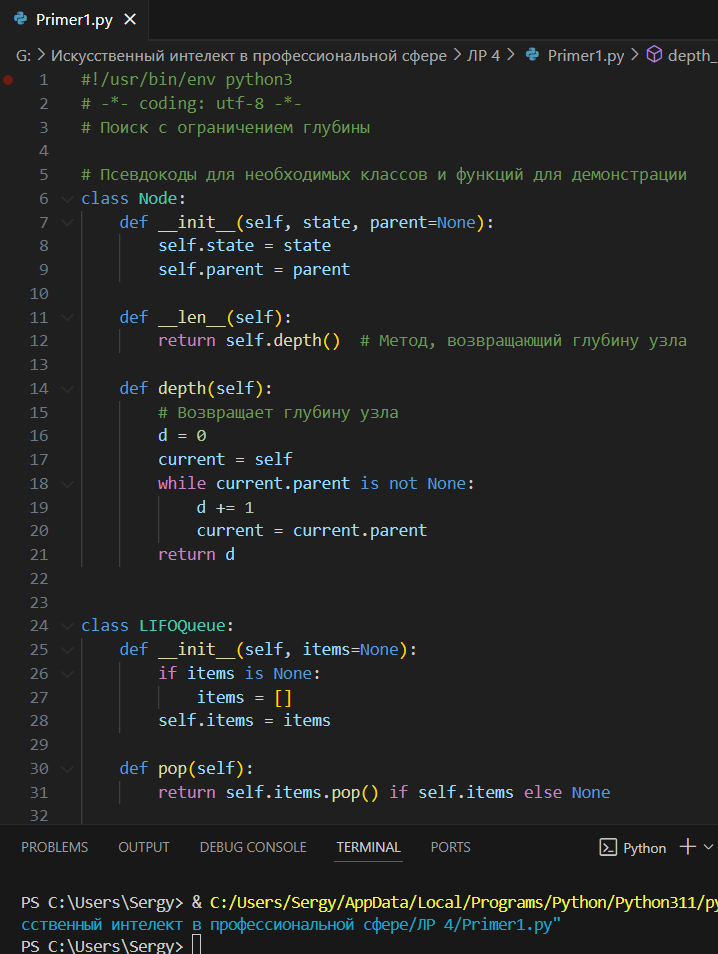 Primer1.py
G: > Искусственный интелект в профессиональной сфере > ЛР 4 > Primer1.py > depth_
1 #!/usr/bin/env python3
2 # -*- coding: utf-8 -*-
3 # Поиск с ограничением глубины
4
5 # Псевдокоды для необходимых классов и функций для демонстрации
6 class Node:
7     def __init__(self, state, parent=None):
8         self.state = state
9         self.parent = parent
10
11     def __len__(self):
12         return self.depth()  # Метод, возвращающий глубину узла
13
14     def depth(self):
15         # Возвращает глубину узла
16         d = 0
17         current = self
18         while current.parent is not None:
19             d += 1
20             current = current.parent
21         return d
22
23
24 class LIFOQueue:
25     def __init__(self, items=None):
26         if items is None:
27             items = []
28         self.items = items
29
30     def pop(self):
31         return self.items.pop() if self.items else None
32
PROBLEMS OUTPUT DEBUG CONSOLE TERMINAL PORTS Python
PS C:\Users\Sergy> & C:/Users/Sergy/AppData/Local/Programs/Python/Python311/py
сственный интелект в профессиональной сфере/ЛР 4/Primer1.py"
PS C:\Users\Sergy>